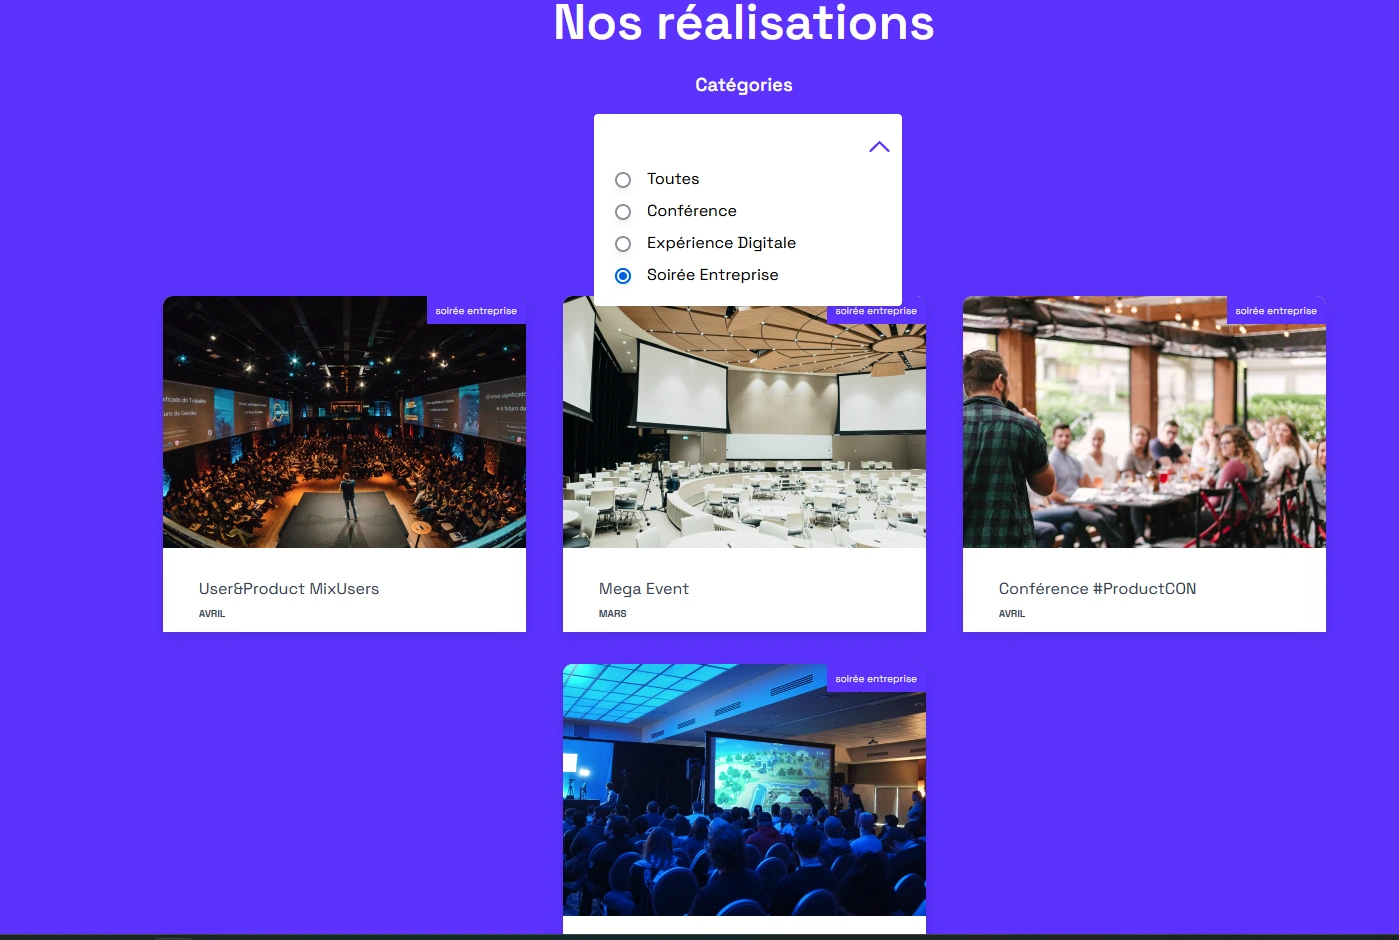 Nos réalisations
Catégories
Toutes
Conférence
Expérience Digitale
Soirée Entreprise
soirée entreprise
soirée entreprise
soirée entreprise
User&Product MixUsers
AVRIL
Mega Event
MARS
Conférence #ProductCON
AVRIL
soirée entreprise